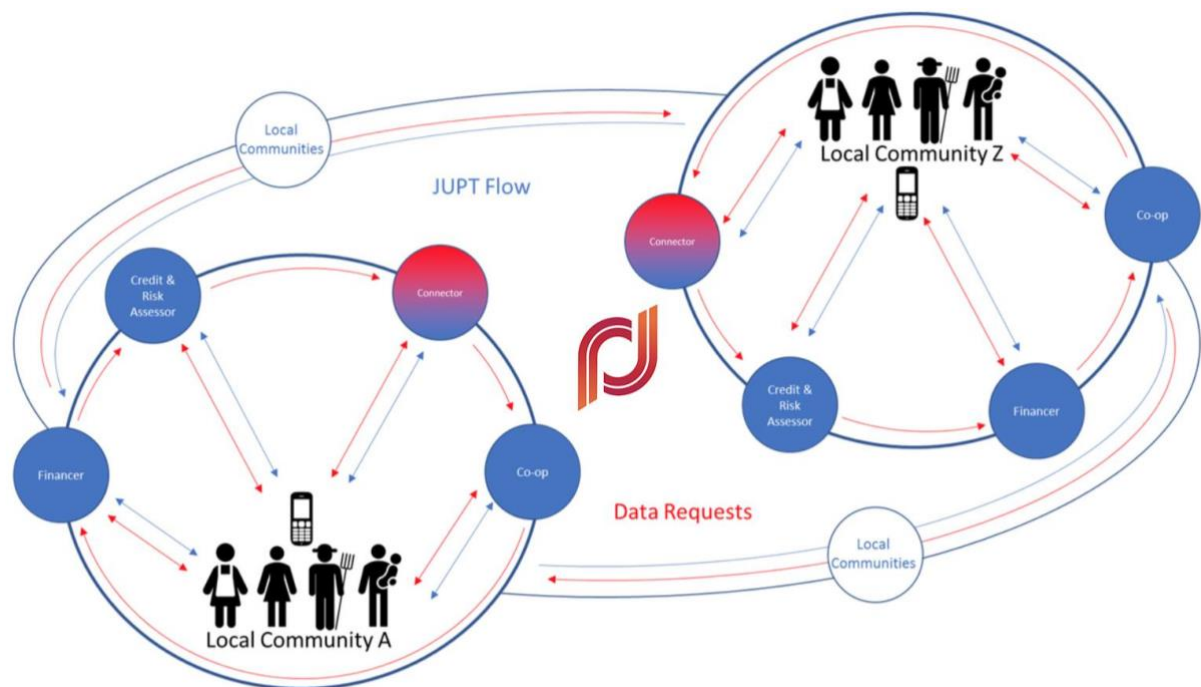 Local
Communities
JUPT Flow
Local Community Z
Co-op
Connector
Credit &
Risk
Assessor
Financer
Credit &
Risk
Assessor
Connector
Financer
Co-op
Local Community A
Data Requests
Local
Communities